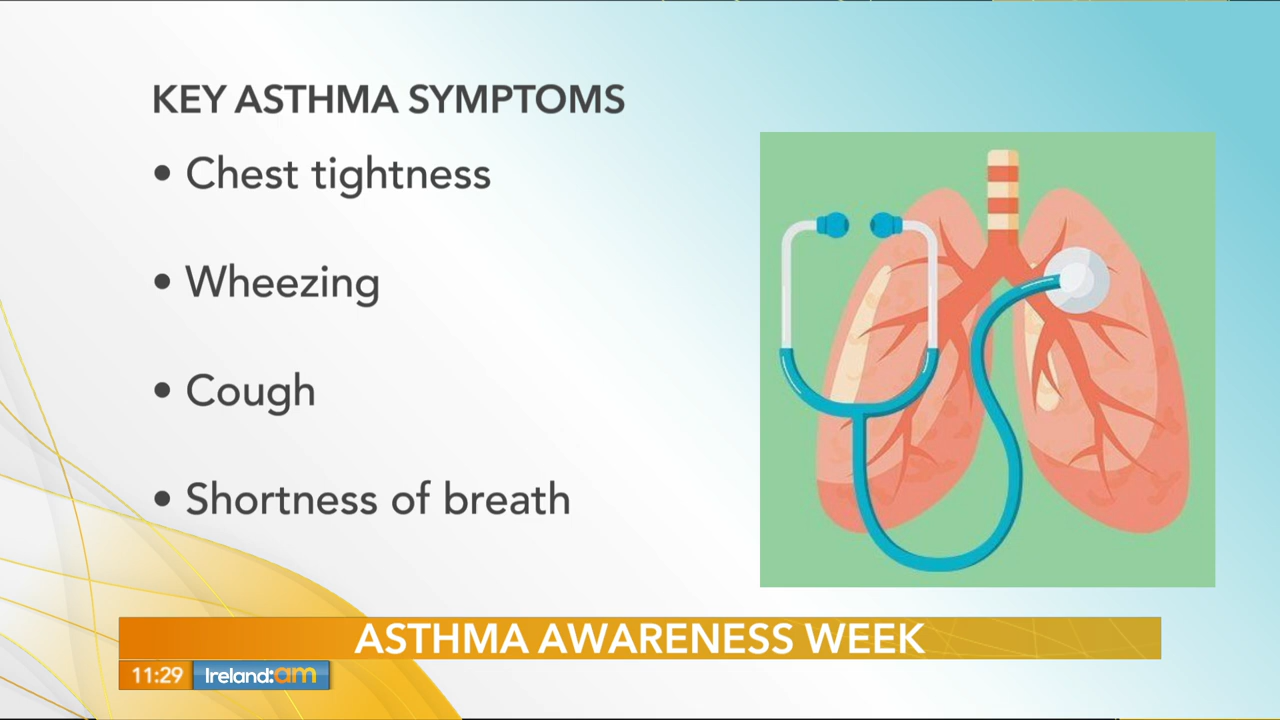 KEY ASTHMA SYMPTOMS
• Chest tightness
• Wheezing
• Cough
• Shortness of breath
ASTHMA AWARENESS WEEK
11:29 Ireland:am